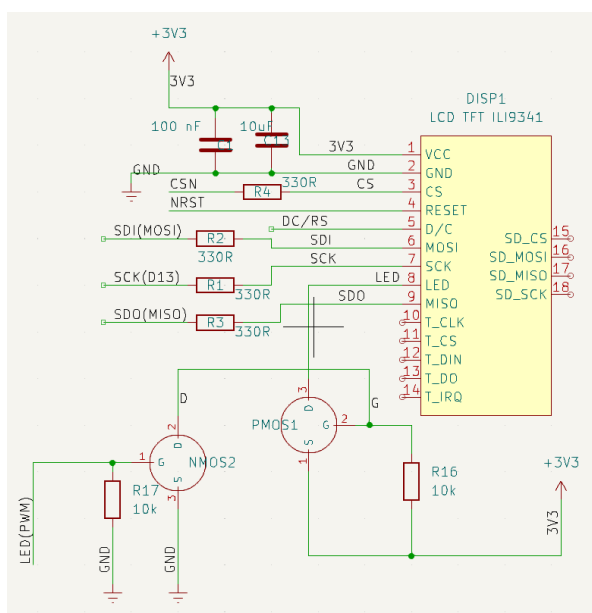 +3V3
3V3
DISP1
LCD TFT ILI9341
100 nF
10uF
3V3
GND
GND
CSN
R4
330R
CS
NRST
DC/RS
SDI(MOSI)
R2
330R
SDI
SCK(D13)
R1
330R
SCK
LED
SDO(MISO)
R3
330R
SDO
1 VCC
2 GND
3 CS
4 RESET
5 D/C
6 MOSI
7 SCK
8 LED
9 MISO
10 T_CLK
11 T_CS
12 T_DIN
13 T_DO
14 T_IRQ
SD_CS 15
SD_MOSI 16
SD_MISO 17
SD_SCK 18
D
2
D
1
G
NMOS2
S
3
PMOS1
3
D
G
2
G
S
1
R16
10k
+3V3
3V3
R17
10k
LED(PWM)
GND
GND